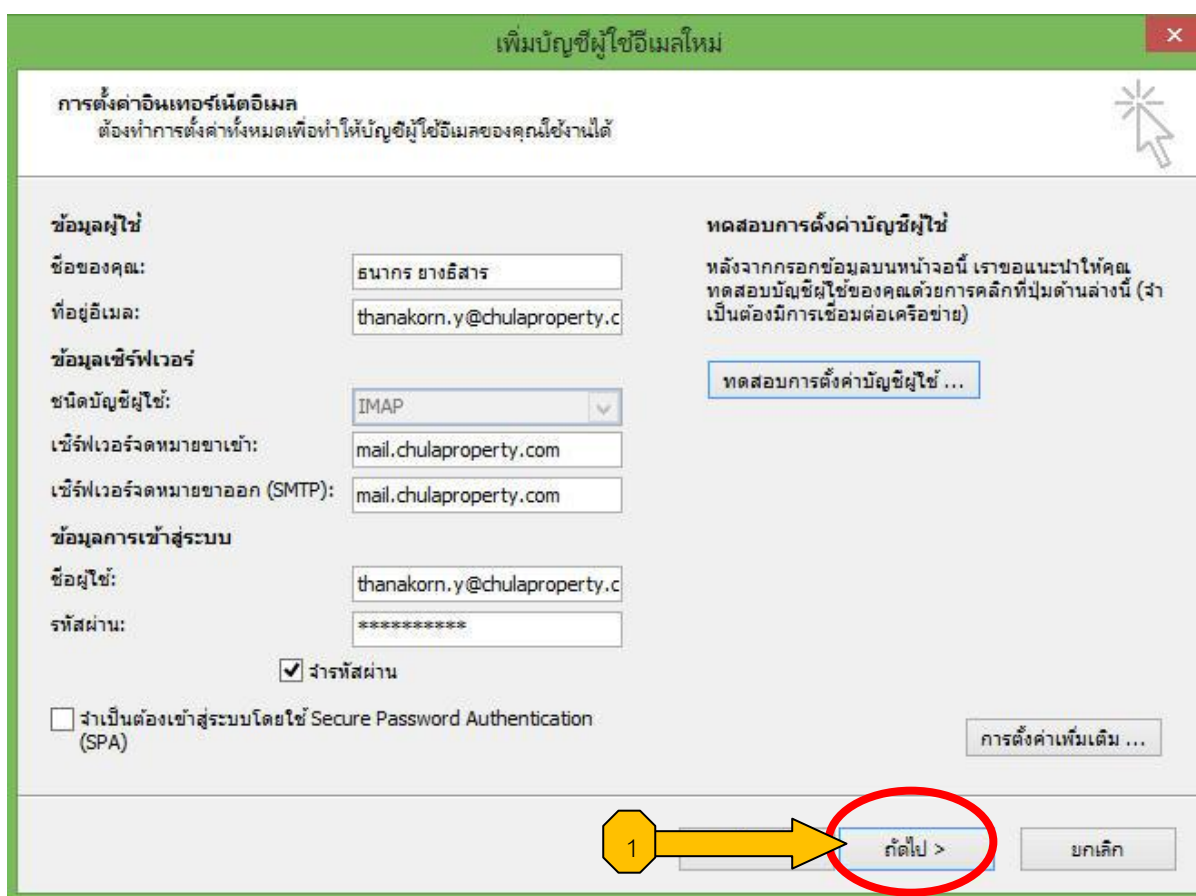 เพิ่มบัญชีผู้ใช้อีเมลใหม่
การตั้งค่าอินเทอร์เน็ตอีเมล
ต้องทำการตั้งค่าทั้งหมดเพื่อทำให้บัญชีผู้ใช้อีเมลของคุณใช้งานได้
ข้อมูลผู้ใช้
ชื่อของคุณ: ธนากร ยางธิสาร
ที่อยู่อีเมล: thanakorn.y@chulaproperty.c
ข้อมูลเซิร์ฟเวอร์
ชนิดบัญชีผู้ใช้: IMAP
เซิร์ฟเวอร์จดหมายขาเข้า: mail.chulaproperty.com
เซิร์ฟเวอร์จดหมายขาออก (SMTP): mail.chulaproperty.com
ข้อมูลการเข้าสู่ระบบ
ชื่อผู้ใช้: thanakorn.y@chulaproperty.c
รหัสผ่าน: **********
จำรหัสผ่าน
จำเป็นต้องเข้าสู่ระบบโดยใช้ Secure Password Authentication
(SPA)
ทดสอบการตั้งค่าบัญชีผู้ใช้
หลังจากกรอกข้อมูลบนหน้าจอนี้ เราขอแนะนำให้คุณ
ทดสอบบัญชีผู้ใช้ของคุณด้วยการคลิกที่ปุ่มด้านล่างนี้ (จำ
เป็นต้องมีการเชื่อมต่อเครือข่าย)
ทดสอบการตั้งค่าบัญชีผู้ใช้ ...
การตั้งค่าเพิ่มเติม ...
1
ถัดไป >
ยกเลิก